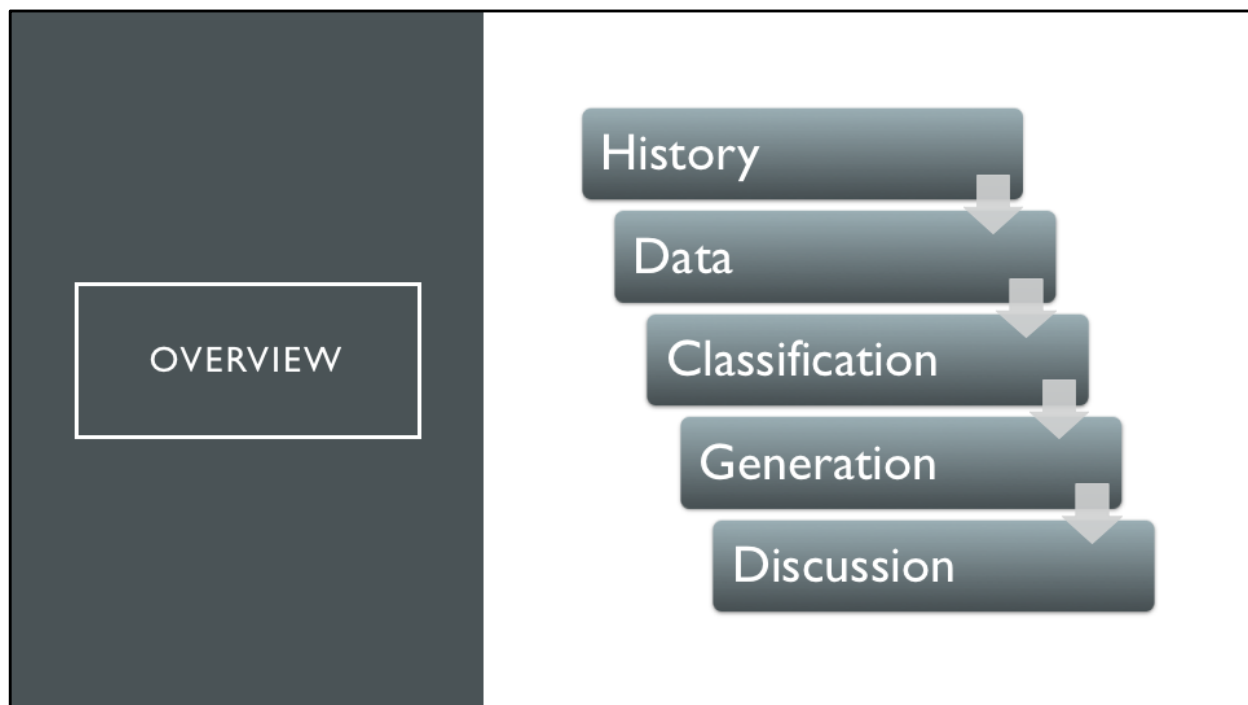 OVERVIEW
History
Data
Classification
Generation
Discussion